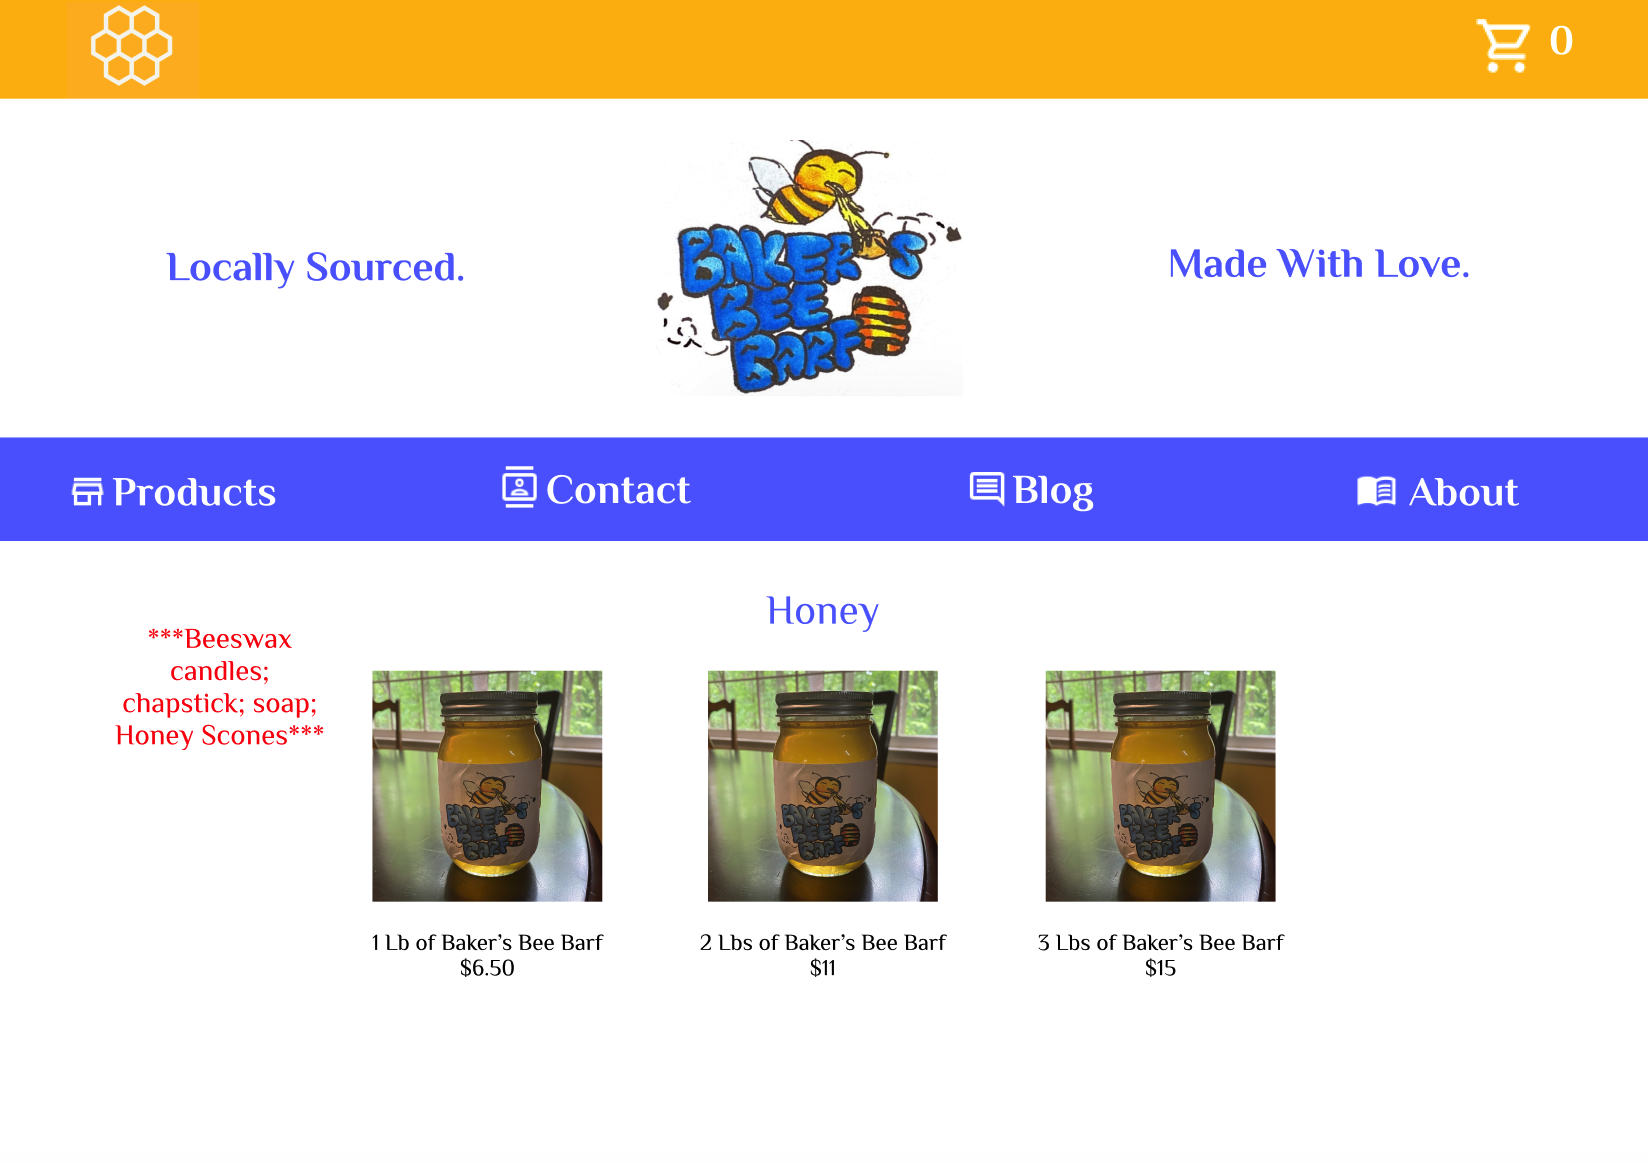 0
Locally Sourced.
BAKER'S
BEE
BARF
Made With Love.
Products
Contact
Blog
About
Honey
***Beeswax
candles;
chapstick; soap;
Honey Scones***
BAKER'S
BEE
BARF
BAKER'S
BEE
BARF
BAKER'S
BEE
BARF
1 Lb of Baker’s Bee Barf
$6.50
2 Lbs of Baker’s Bee Barf
$11
3 Lbs of Baker’s Bee Barf
$15